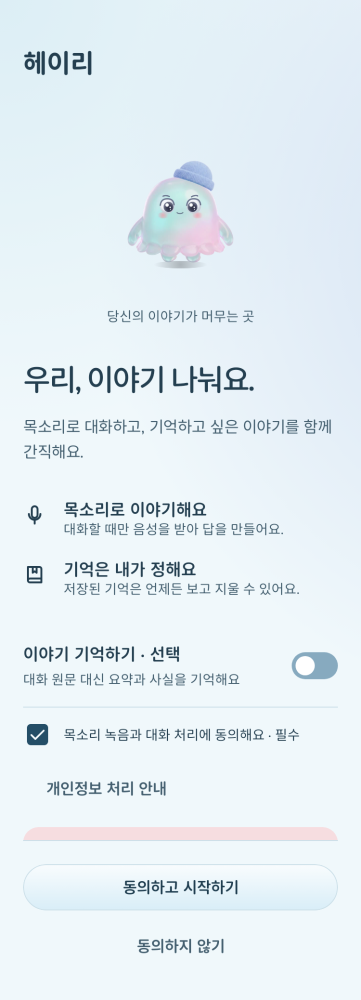 헤이리
당신의 이야기가 머무는 곳
우리, 이야기 나눠요.
목소리로 대화하고, 기억하고 싶은 이야기를 함께
간직해요.
목소리로 이야기해요
대화할 때만 음성을 받아 답을 만들어요.
기억은 내가 정해요
저장된 기억은 언제든 보고 지울 수 있어요.
이야기 기억하기 · 선택
대화 원문 대신 요약과 사실을 기억해요
목소리 녹음과 대화 처리에 동의해요 · 필수
개인정보 처리 안내
동의하고 시작하기
동의하지 않기